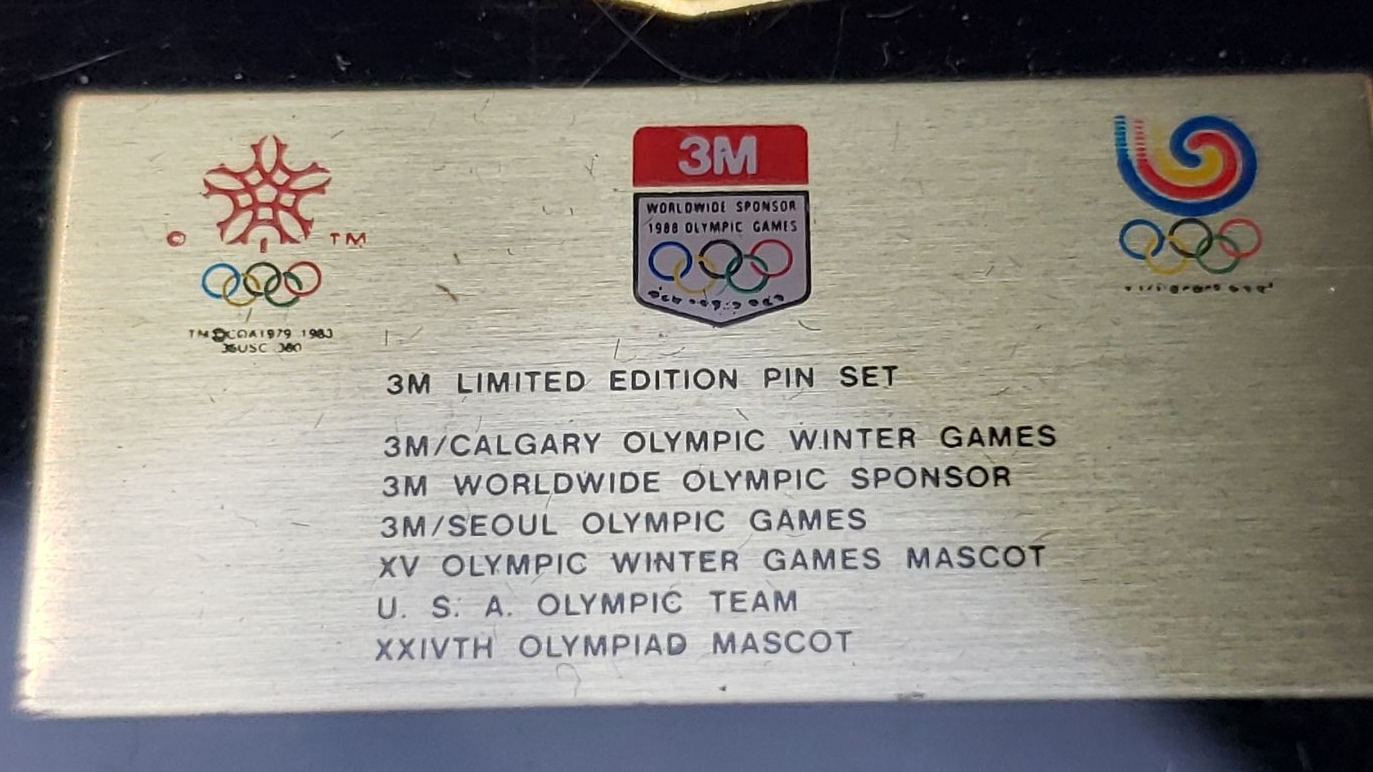 © TM
3M
WORLDWIDE SPONSOR
1988 OLYMPIC GAMES
3M LIMITED EDITION PIN SET
3M/CALGARY OLYMPIC WINTER GAMES
3M WORLDWIDE OLYMPIC SPONSOR
3M/SEOUL OLYMPIC GAMES
XV OLYMPIC WINTER GAMES MASCOT
U. S. A. OLYMPIC TEAM
XXIVTH OLYMPIAD MASCOT